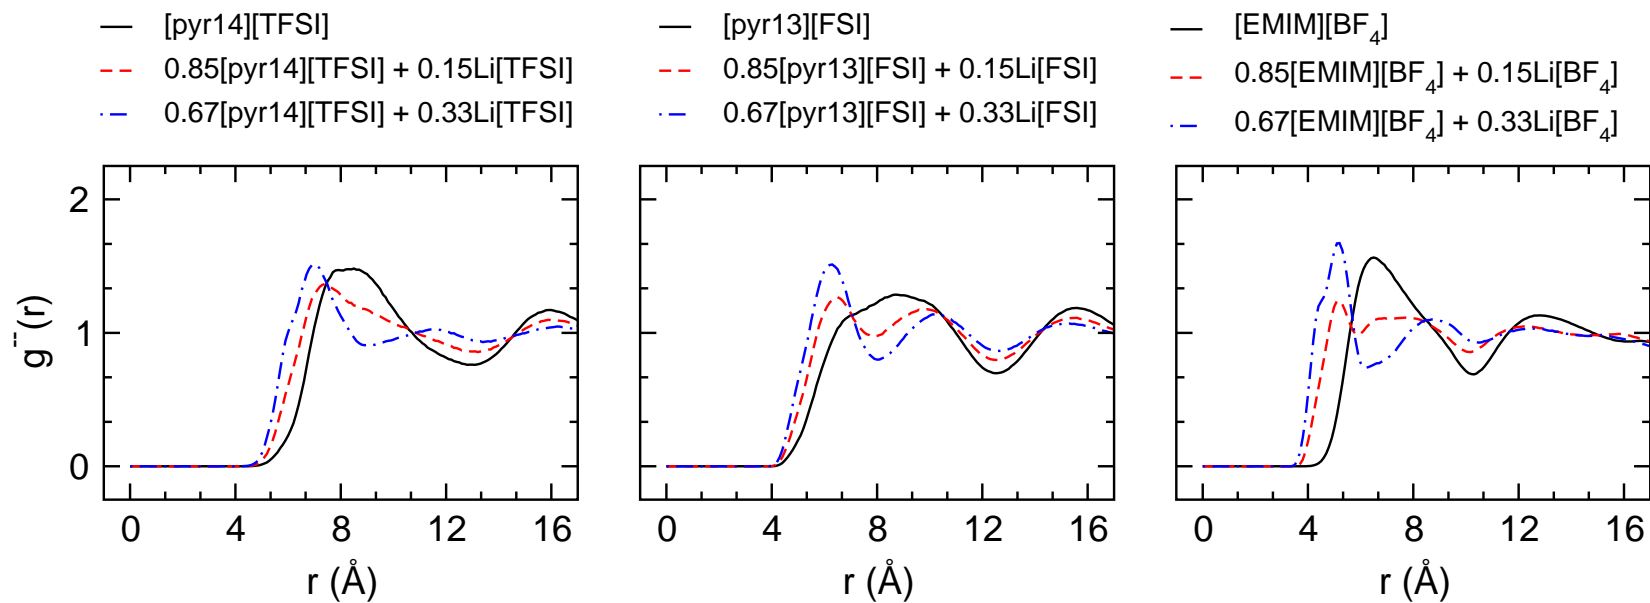 [pyr14][TFSI]
0.85[pyr14][TFSI] + 0.15Li[TFSI]
0.67[pyr14][TFSI] + 0.33Li[TFSI]
[pyr13][FSI]
0.85[pyr13][FSI] + 0.15Li[FSI]
0.67[pyr13][FSI] + 0.33Li[FSI]
[EMIM][BF4]
0.85[EMIM][BF4] + 0.15Li[BF4]
0.67[EMIM][BF4] + 0.33Li[BF4]
g--(r)
2
1
0
0 4 8 12 16
r (Å)
0 4 8 12 16
r (Å)
0 4 8 12 16
r (Å)